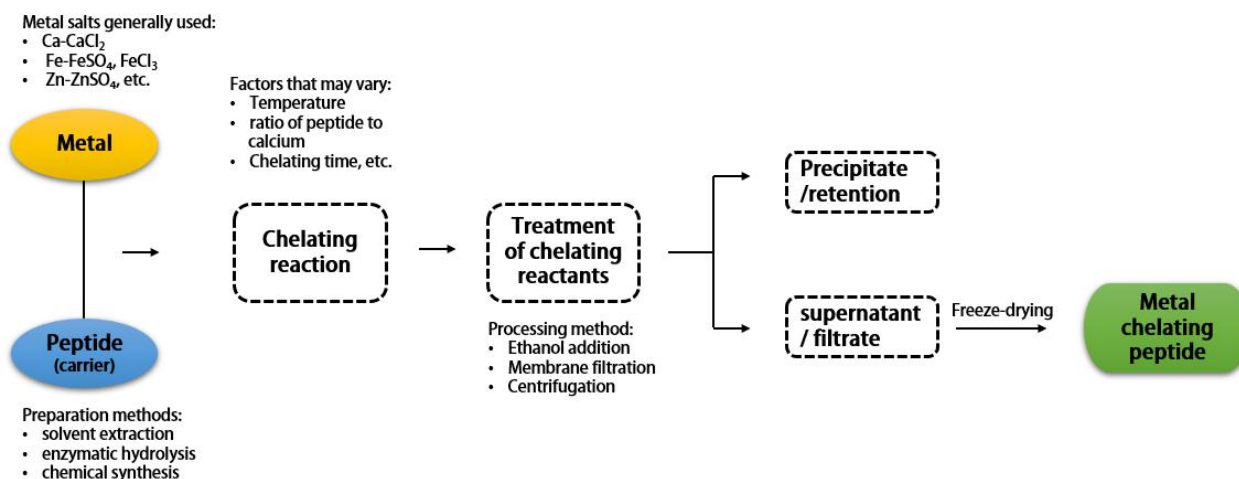 Metal salts generally used:
• Ca-CaCl₂
• Fe-FeSO₄, FeCl₃
• Zn-ZnSO₄, etc.
Metal
Peptide
(carrier)
Preparation methods:
• solvent extraction
• enzymatic hydrolysis
• chemical synthesis
Factors that may vary:
• Temperature
• ratio of peptide to
calcium
• Chelating time, etc.
Chelating
reaction
Treatment
of chelating
reactants
Processing method:
• Ethanol addition
• Membrane filtration
• Centrifugation
Precipitate
/retention
supernatant
/ filtrate
Freeze-drying
Metal
chelating
peptide